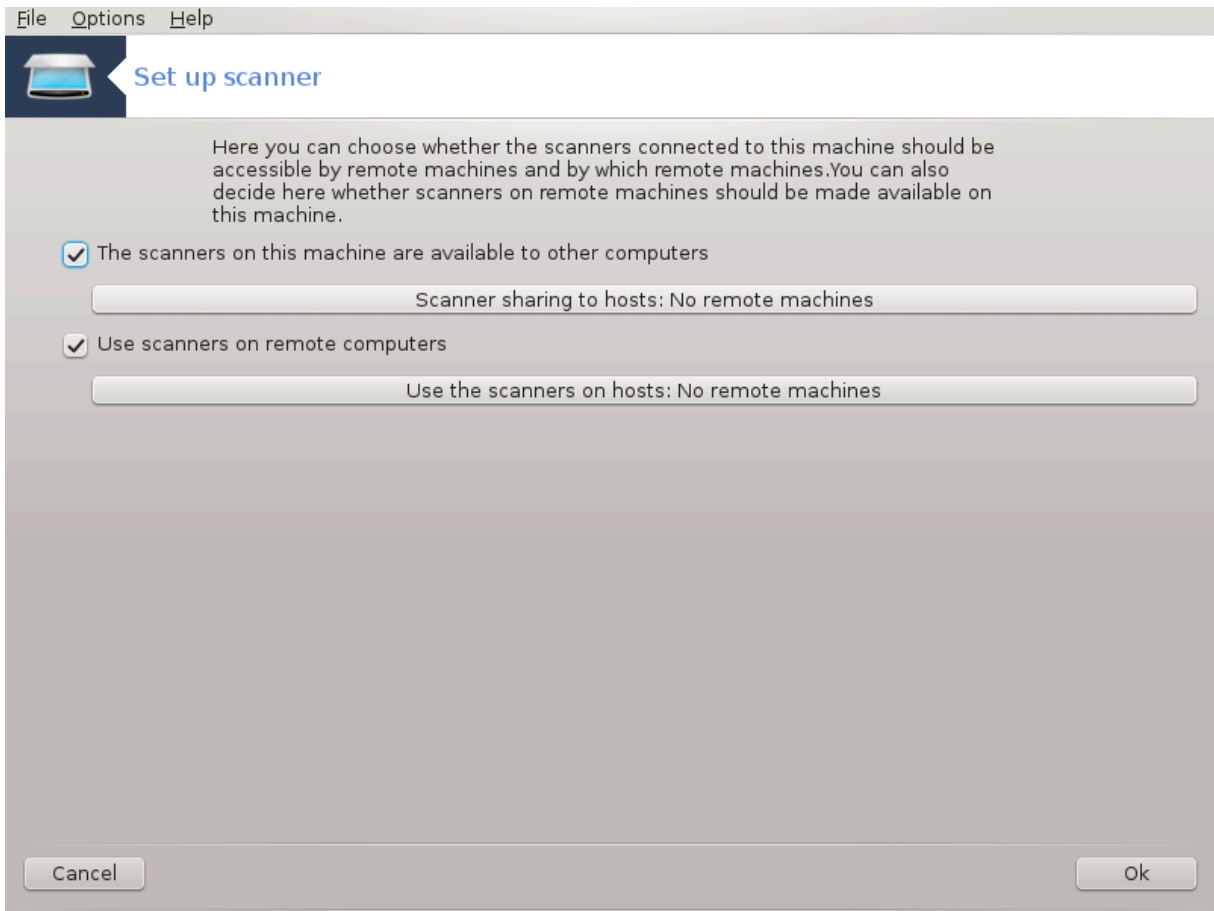 File Options Help
Set up scanner
Here you can choose whether the scanners connected to this machine should be
accessible by remote machines and by which remote machines.You can also
decide here whether scanners on remote machines should be made available on
this machine.
The scanners on this machine are available to other computers
Scanner sharing to hosts: No remote machines
Use scanners on remote computers
Use the scanners on hosts: No remote machines
Cancel Ok